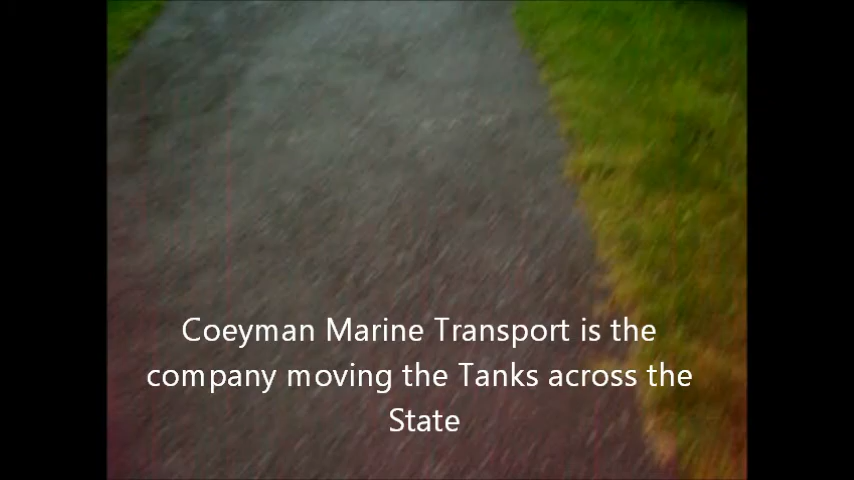 Coeyman Marine Transport is the
company moving the Tanks across the
State